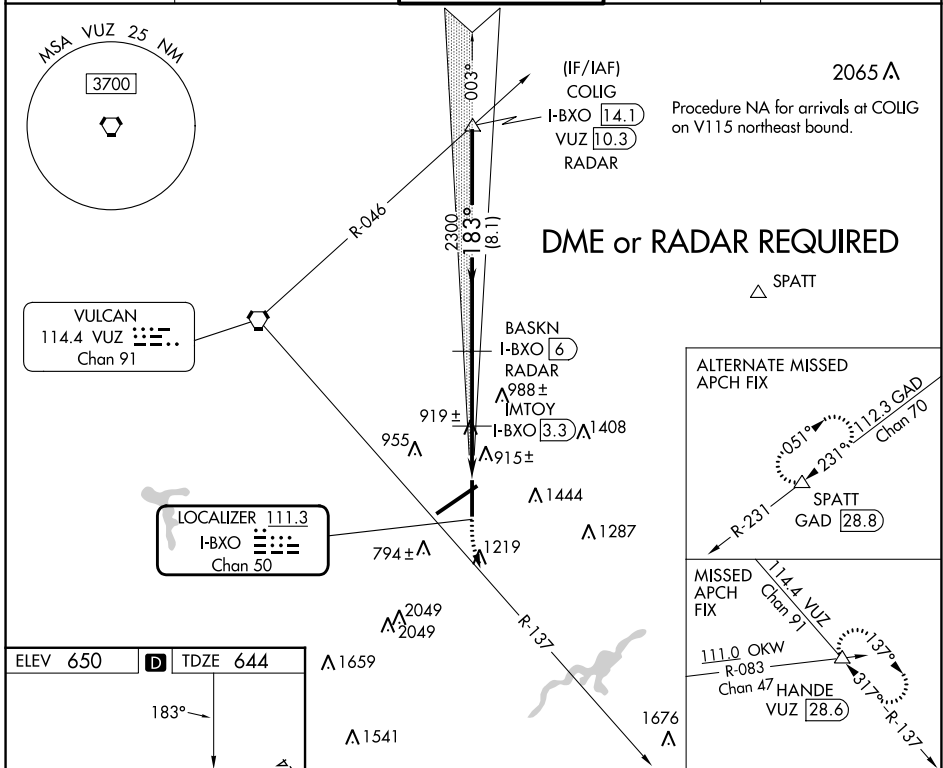 MSA VUZ 25 NM
3700
003°
(IF/IAF)
COLIG
I-BXO 14.1
VUZ 10.3
RADAR
2065
Procedure NA for arrivals at COLIG
on V115 northeast bound.
R-046
2300
183°
(8.1)
DME or RADAR REQUIRED
SPATT
VULCAN
114.4 VUZ
Chan 91
BASKN
I-BXO 6
RADAR
988±
IMTOY
I-BXO 3.3
919±
1408
955
915±
1444
LOCALIZER 111.3
I-BXO
Chan 50
1287
794±
1219
2049
2049
R-137
1659
1541
1676
ALTERNATE MISSED
APCH FIX
112.3 GAD
Chan 70
051°
231°
SPATT
GAD 28.8
R-231
MISSED
APCH
FIX
114.4 VUZ
Chan 91
111.0 OKW
R-083
Chan 47
HANDE
VUZ 28.6
137°
317°
R-137
ELEV 650
D
TDZE 644
183°